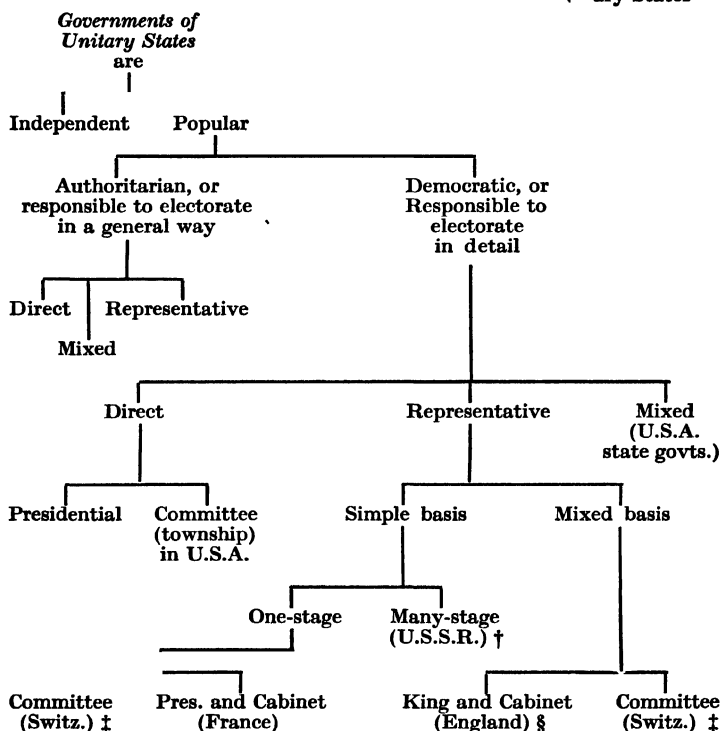 ary States
Governments of
Unitary States
are
Independent Popular
Authoritarian, or
responsible to electorate
in a general way
Democratic, or
Responsible to
electorate
in detail
Direct Representative
Mixed
Direct Representative Mixed
(U.S.A.
state govts.)
Presidential Committee
(township)
in U.S.A.
Simple basis Mixed basis
One-stage Many-stage
(U.S.S.R.) †
Committee
(Switz.) ‡
Pres. and Cabinet
(France)
King and Cabinet
(England) §
Committee
(Switz.) ‡